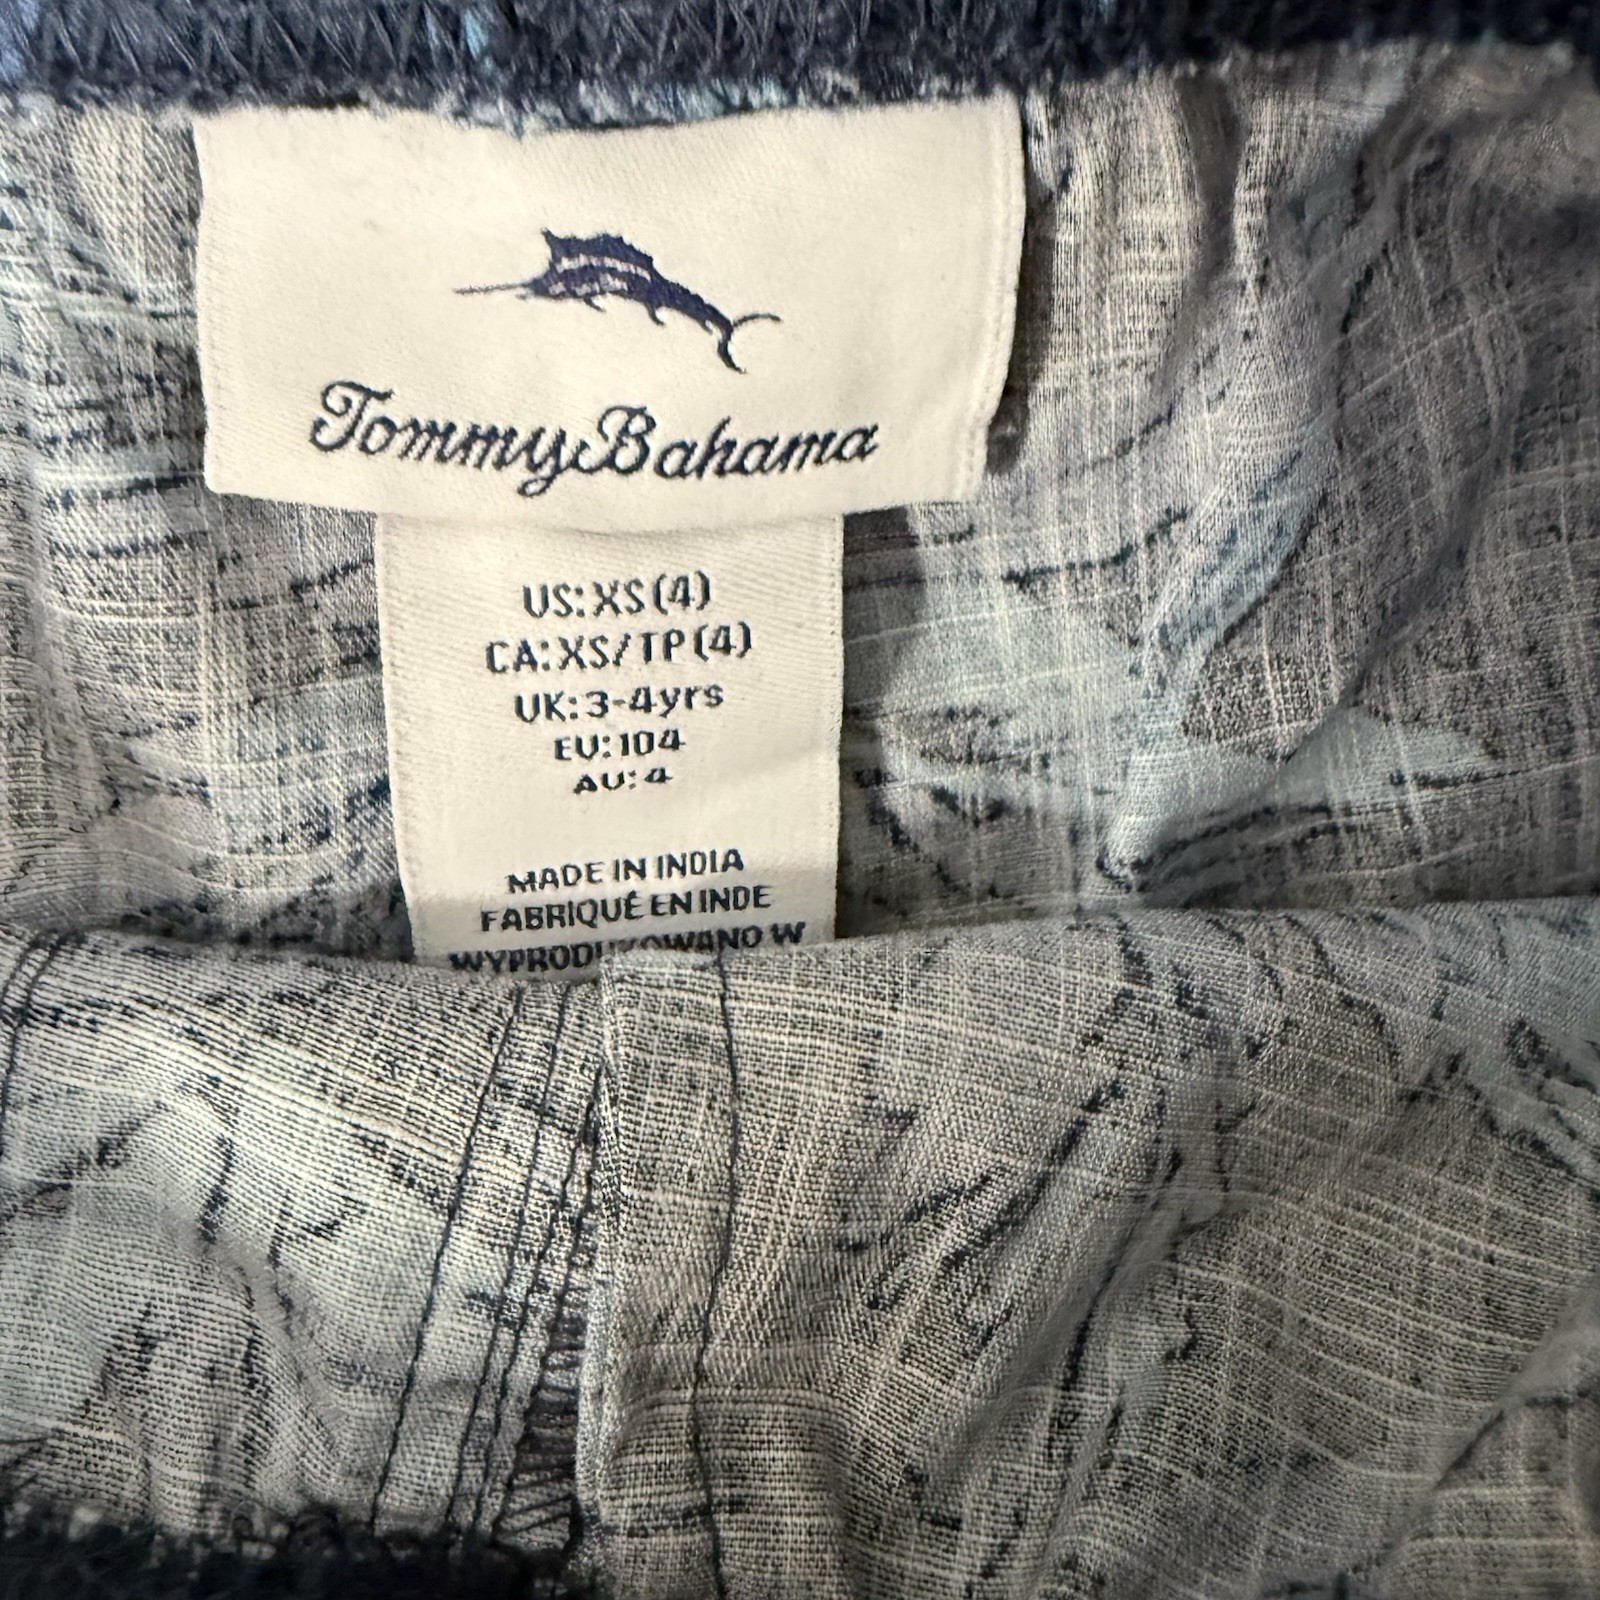 Tommy Bahama
US: XS (4)
CA: XS/TP (4)
UK: 3-4yrs
EU: 104
AU: 4
MADE IN INDIA
FABRIQUÉ EN INDE
WYPRODUKOWANO W